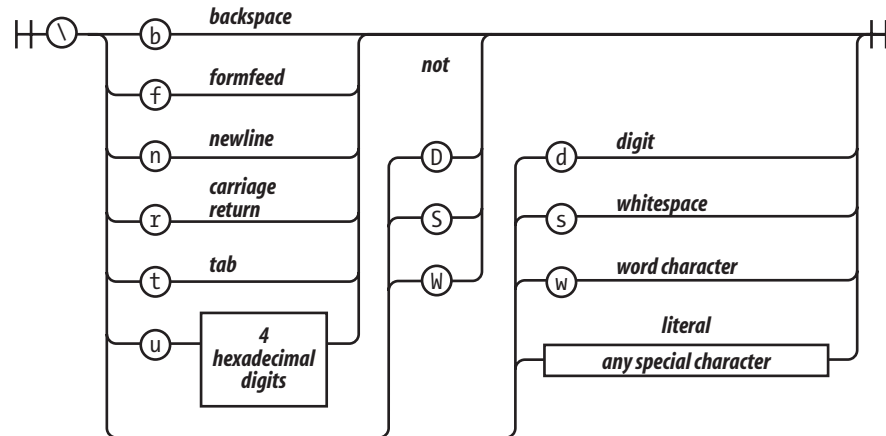 backspace
\
b
not
formfeed
f
newline
n
D
d
digit
carriage
return
r
S
s
whitespace
tab
t
W
w
word character
u
4
hexadecimal
digits
literal
any special character